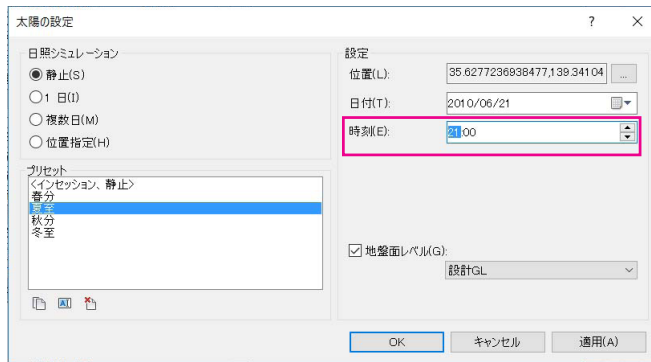 太陽の設定
日照シミュレーション
静止(S)
1 日(I)
複数日(M)
位置指定(H)
プリセット
<インセッション、静止>
春分
夏至
秋分
冬至
設定
位置(L):
35.6277236938477,139.34104
...
日付(T):
2010/06/21
時刻(E):
21:00
地盤面レベル(G):
設計GL
OK
キャンセル
適用(A)